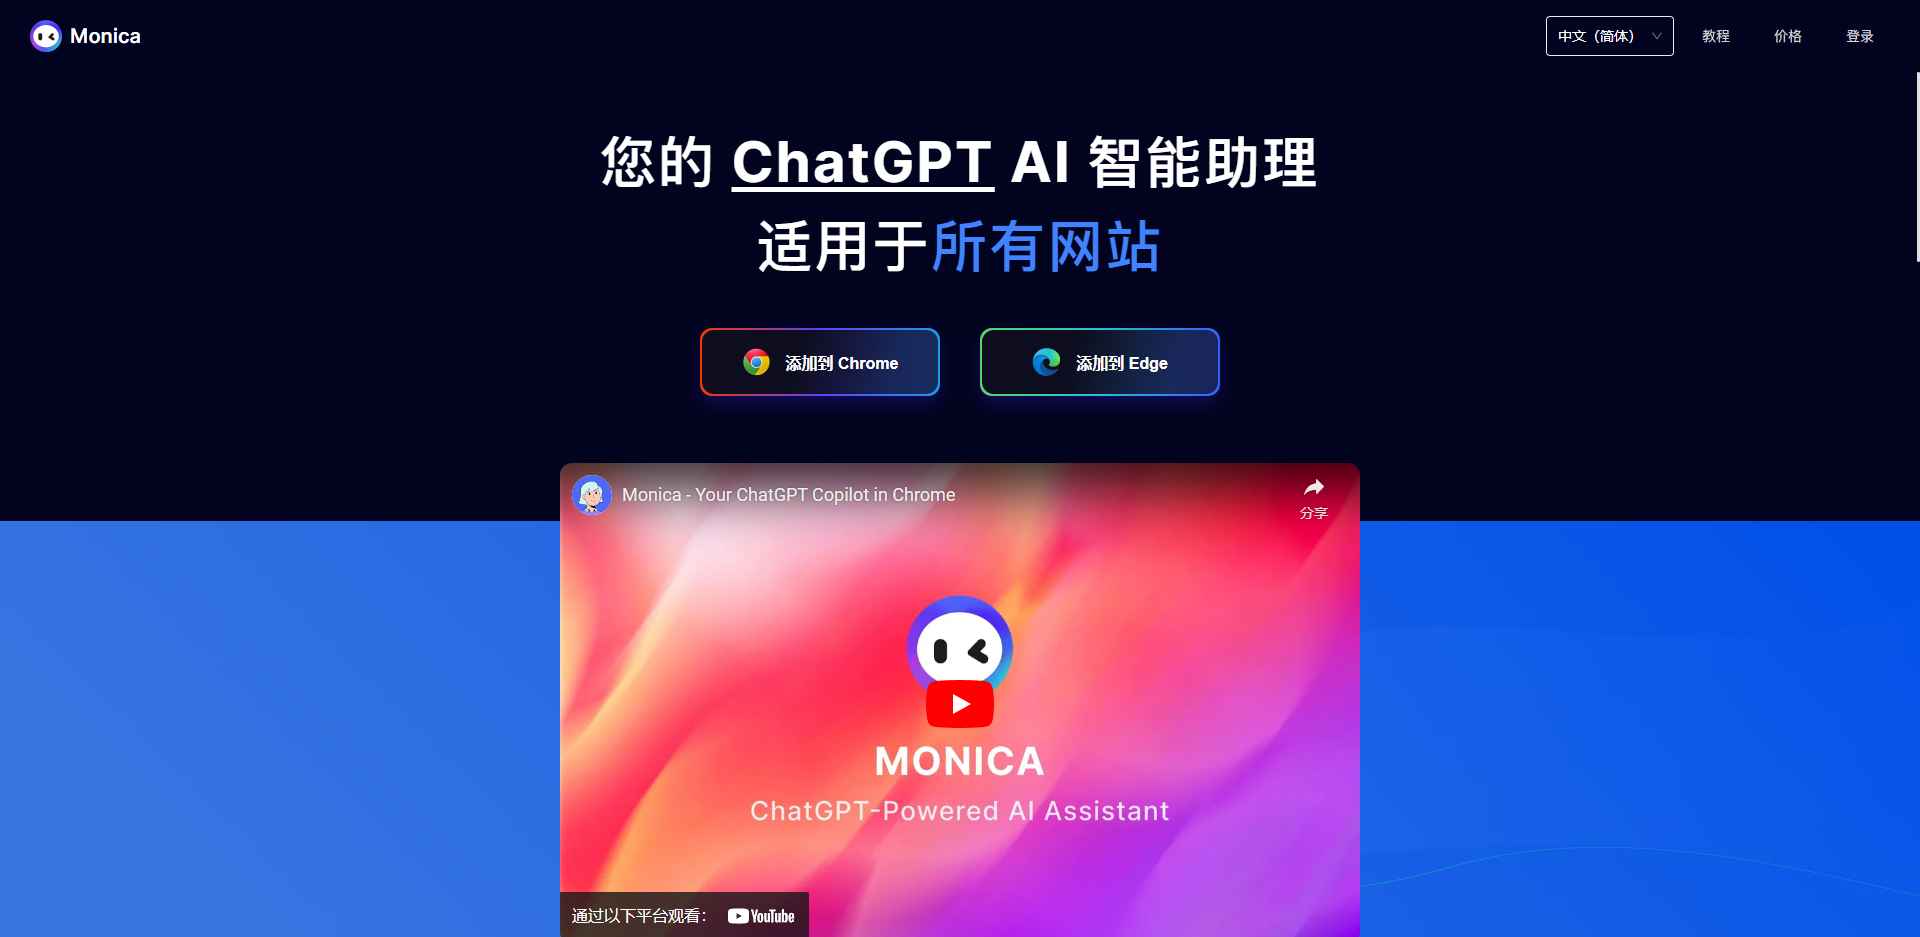 Monica
中文（简体）
教程
价格
登录
您的 ChatGPT AI 智能助理
适用于所有网站
添加到 Chrome
添加到 Edge
Monica - Your ChatGPT Copilot in Chrome
分享
MONICA
ChatGPT-Powered AI Assistant
通过以下平台观看：
YouTube